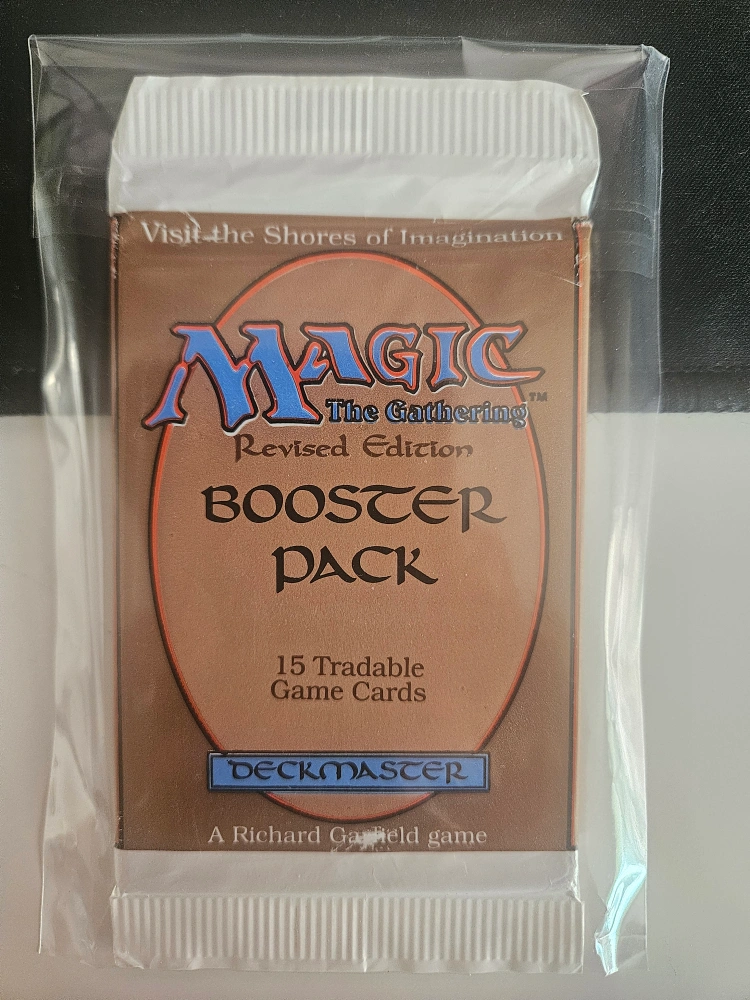 Visit the Shores of Imagination
MAGIC
The Gathering™
Revised Edition
BOOSTER
PACK
15 Tradable
Game Cards
DECKMASTER
A Richard Garfield game